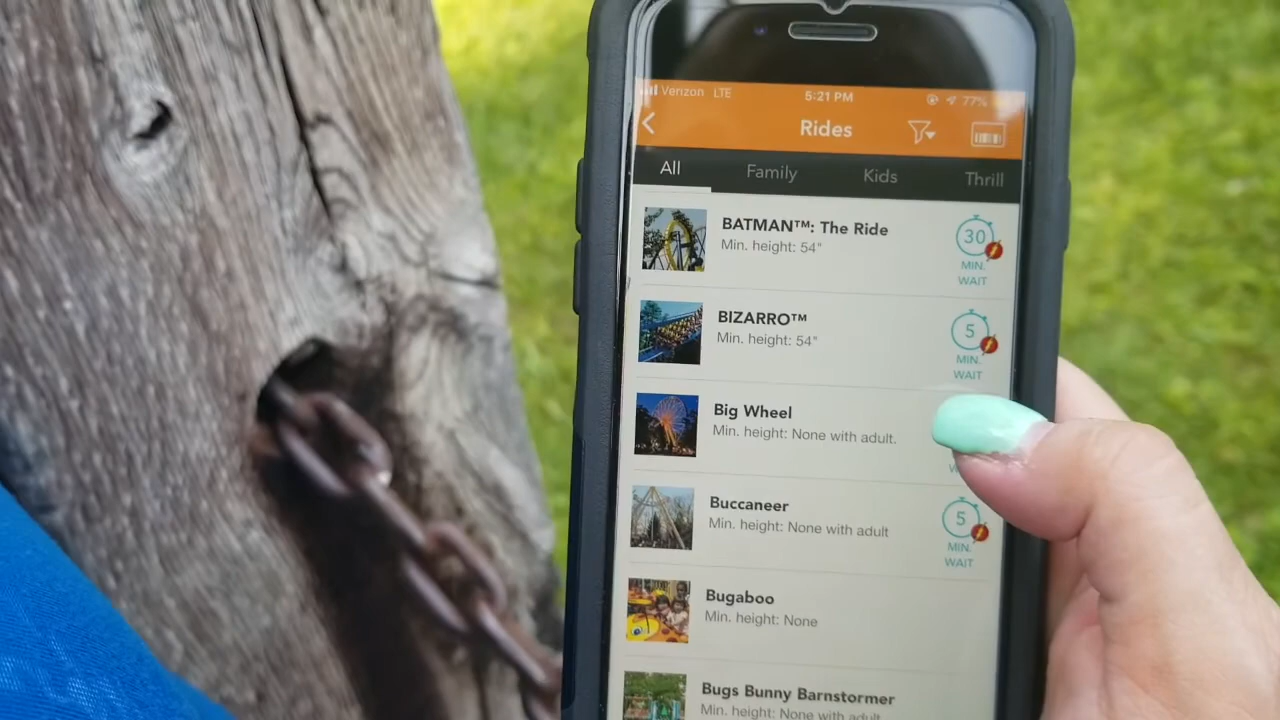 Verizon LTE 5:21 PM 77%
Rides
All Family Kids Thrill
BATMAN™: The Ride
Min. height: 54"
30
MIN.
WAIT
BIZARRO™
Min. height: 54"
5
MIN.
WAIT
Big Wheel
Min. height: None with adult.
Buccaneer
Min. height: None with adult
5
MIN.
WAIT
Bugaboo
Min. height: None
Bugs Bunny Barnstormer
Min. height: None with adult